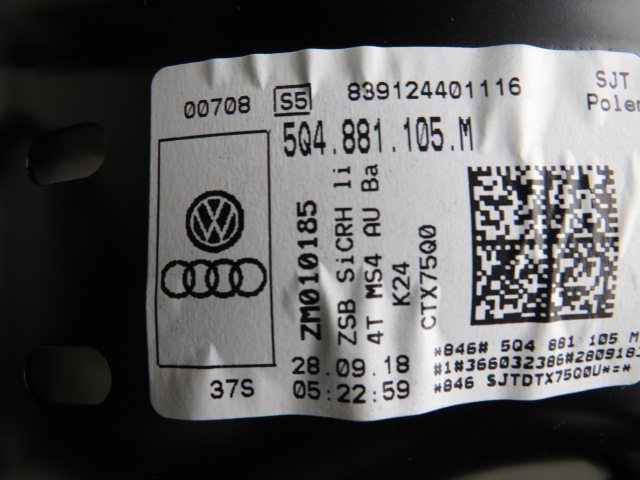 00708 S5 839124401116 SJT
Polen
5Q4.881.105.M
ZM010185
ZSB SiCRH li
4T MS4 AU Ba
K24
CTX75Q0
28.09.18
05:22:59
37S
*846# 5Q4 881 105 M
*1#366032386#280918
*846 SJTDTX75Q0U*=*